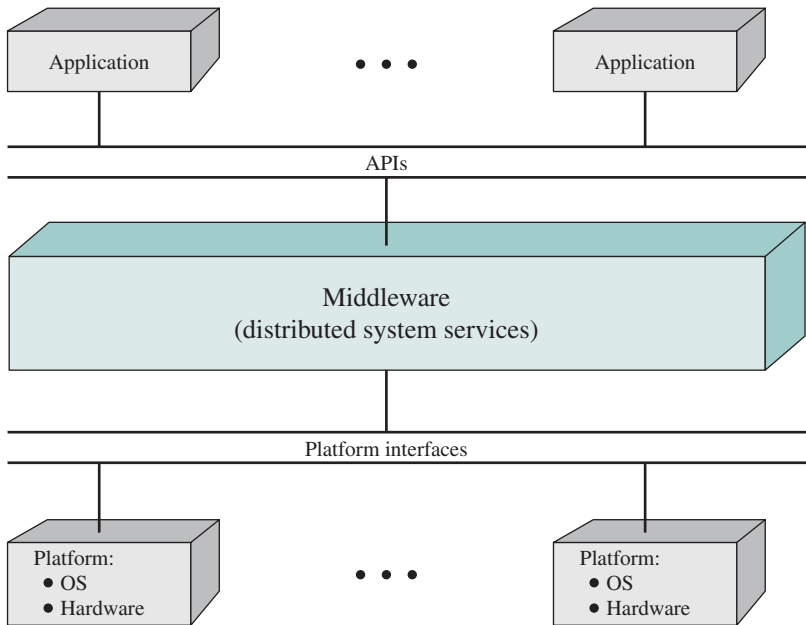 Application
Application
APIs
Middleware
(distributed system services)
Platform interfaces
Platform:
• OS
• Hardware
Platform:
• OS
• Hardware